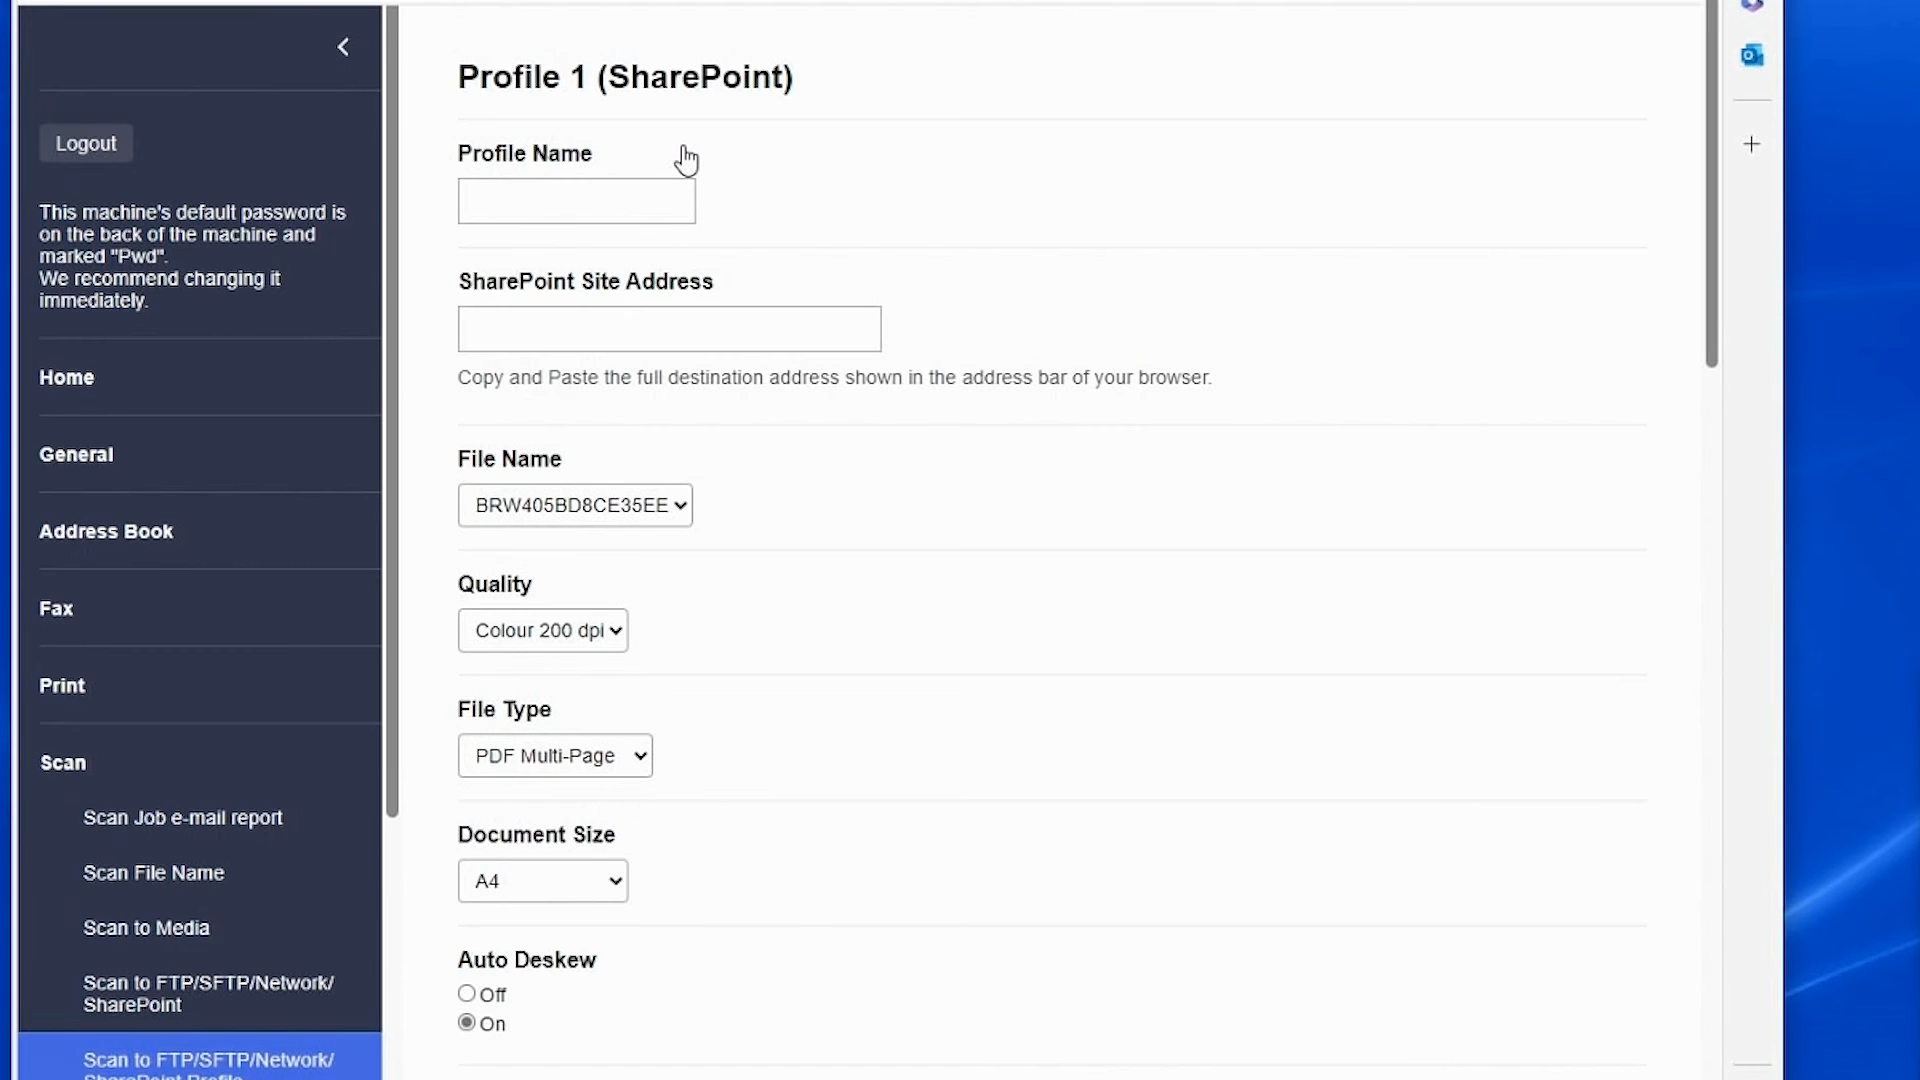 Logout
This machine's default password is
on the back of the machine and
marked "Pwd".
We recommend changing it
immediately.
Home
General
Address Book
Fax
Print
Scan
Scan Job e-mail report
Scan File Name
Scan to Media
Scan to FTP/SFTP/Network/
SharePoint
Scan to FTP/SFTP/Network/
SharePoint Profile
Profile 1 (SharePoint)
Profile Name
SharePoint Site Address
Copy and Paste the full destination address shown in the address bar of your browser.
File Name
BRW405BD8CE35EE
Quality
Colour 200 dpi
File Type
PDF Multi-Page
Document Size
A4
Auto Deskew
Off
On